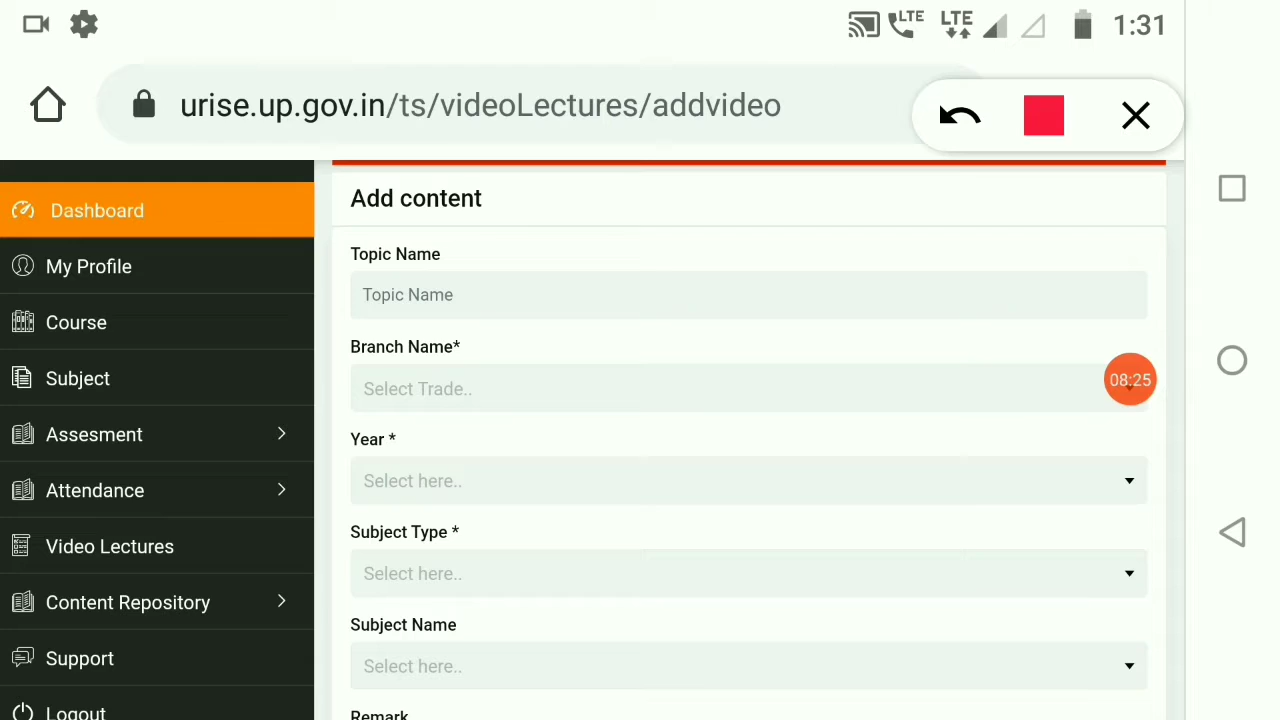 LTE LTE 1:31
urise.up.gov.in/ts/videoLectures/addvideo
Dashboard
My Profile
Course
Subject
Assesment
Attendance
Video Lectures
Content Repository
Support
Logout
Add content
Topic Name
Topic Name
Branch Name*
Select Trade..
08:25
Year *
Select here..
Subject Type *
Select here..
Subject Name
Select here..
Remark